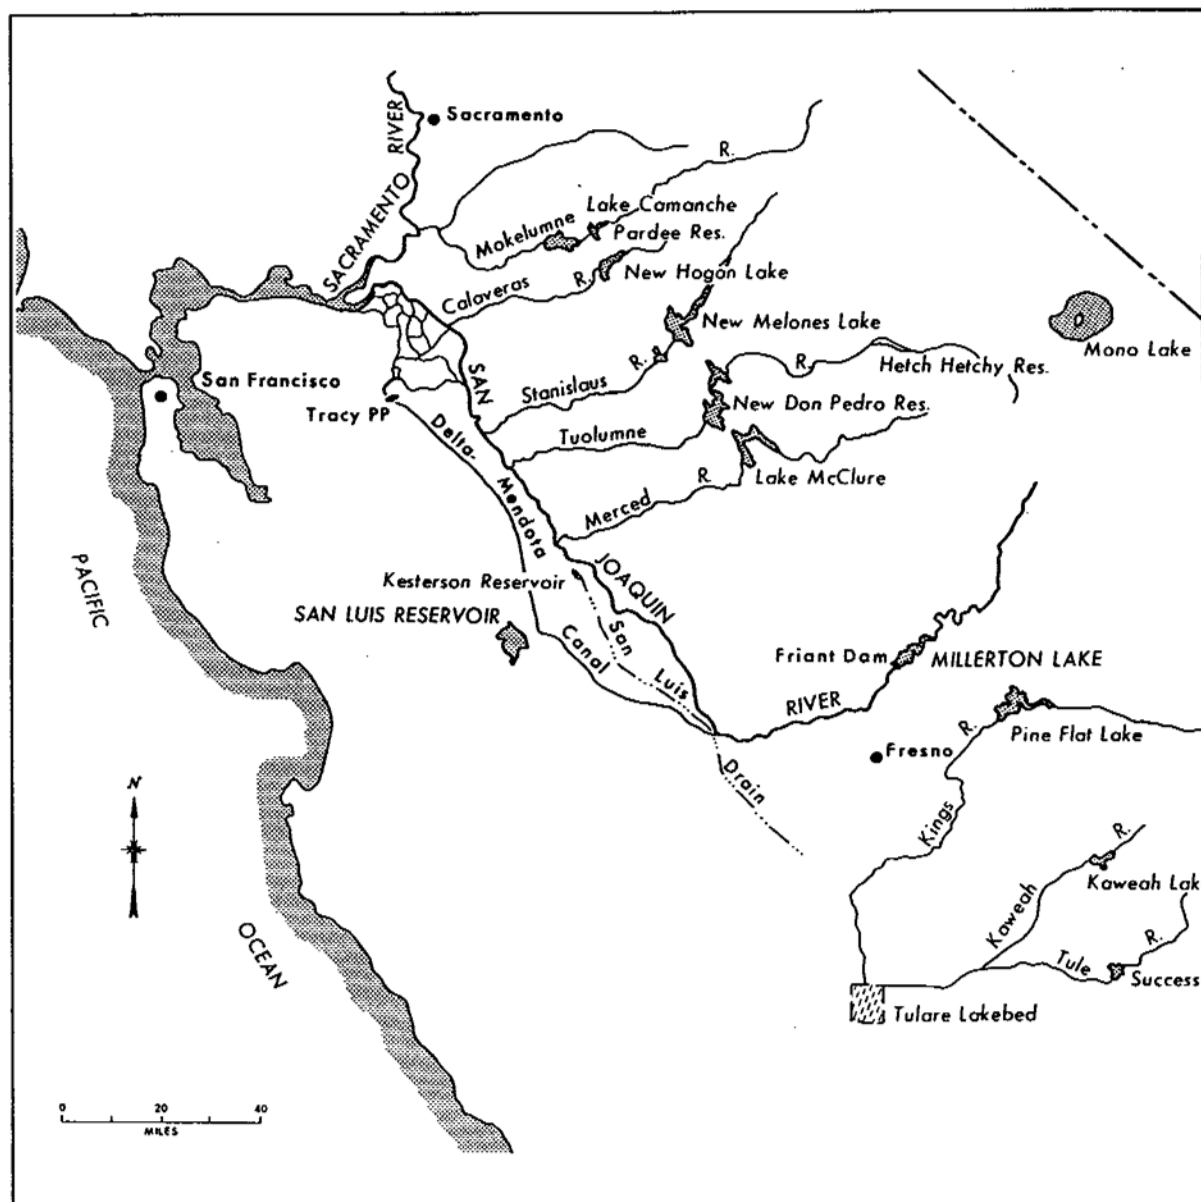 Sacramento
SACRAMENTO RIVER
R.
Lake Camanche
Mokelumne
Pardee Res.
New Hogan Lake
Calaveras R.
New Melones Lake
Mono Lake
Hetch Hetchy Res.
R.
Stanislaus R.
San Francisco
Tracy PP
New Don Pedro Res.
Tuolumne
Lake McClure
Merced R.
SAN JOAQUIN RIVER
Delta-Mendota Canal
Kesterson Reservoir
SAN LUIS RESERVOIR
San Luis Drain
PACIFIC OCEAN
Friant Dam
MILLERTON LAKE
Pine Flat Lake
Fresno
Kings R.
Kaweah R.
Kaweah Lak
Tule R.
Success
Tulare Lakebed
N
0 20 40
MILES